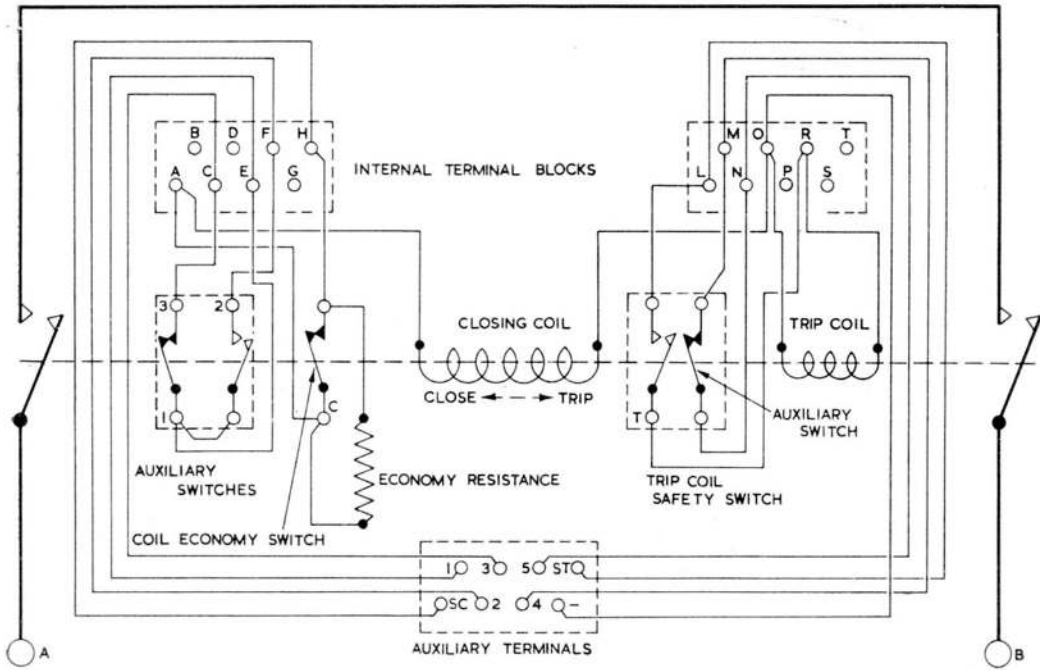 B D F H
A C E G
INTERNAL TERMINAL BLOCKS
M O R T
L N P S
3 2
1
C
CLOSING COIL
CLOSE ← – → TRIP
TRIP COIL
T
AUXILIARY
SWITCH
AUXILIARY
SWITCHES
ECONOMY RESISTANCE
TRIP COIL
SAFETY SWITCH
COIL ECONOMY SWITCH
1 3 5 ST
SC 2 4 –
AUXILIARY TERMINALS
A
B